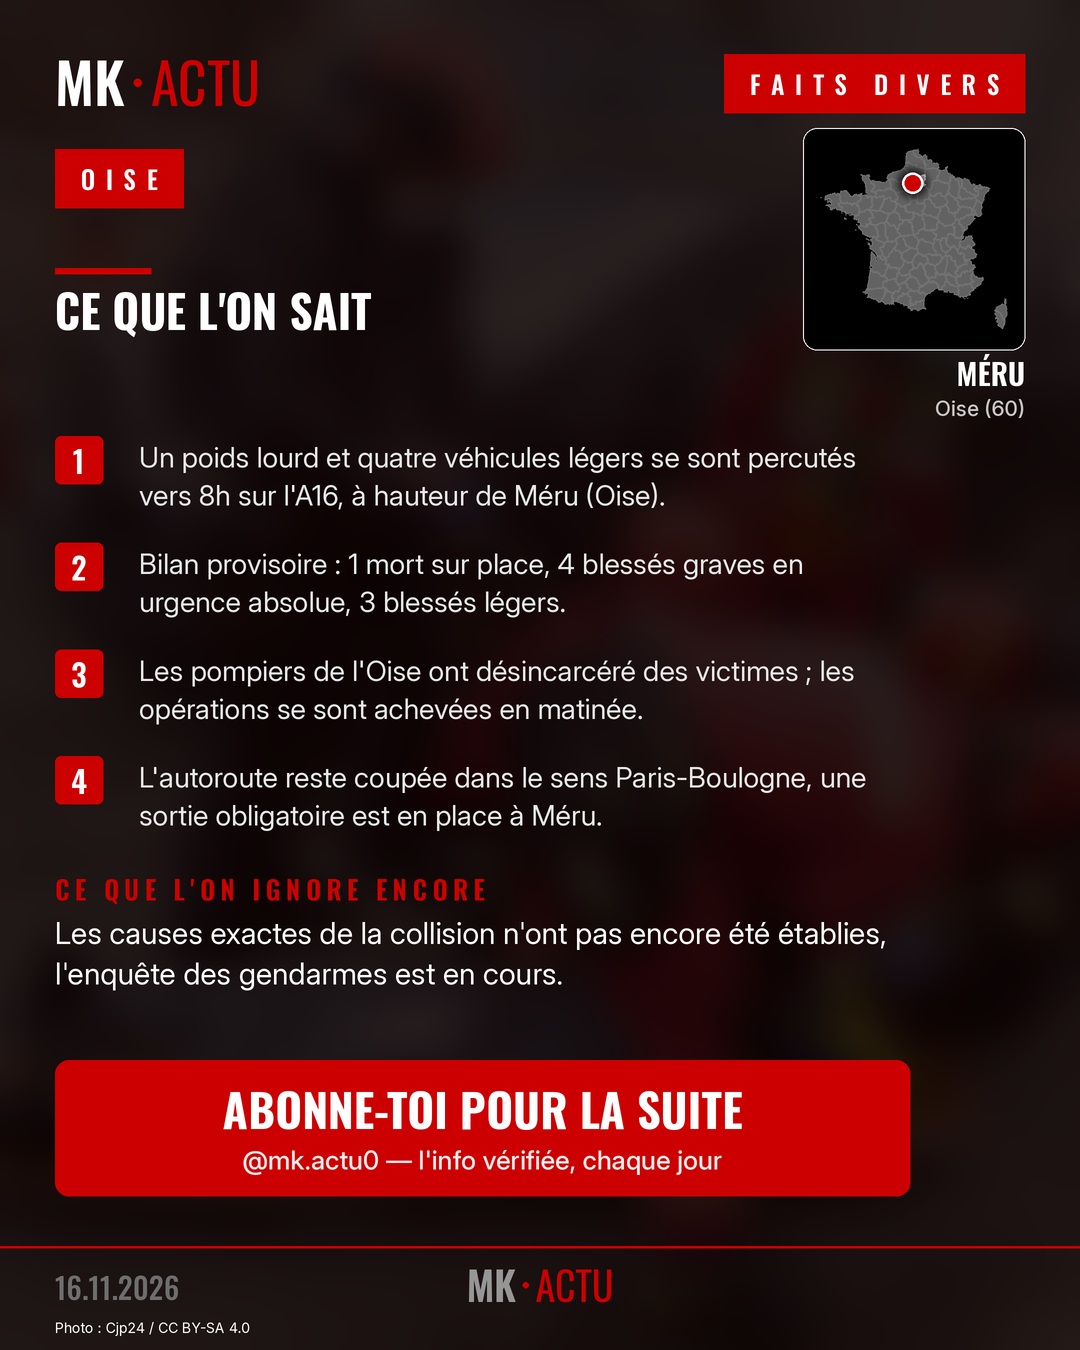 MK·ACTU
FAITS DIVERS
OISE
CE QUE L'ON SAIT
MÉRU
Oise (60)
1
Un poids lourd et quatre véhicules légers se sont percutés
vers 8h sur l'A16, à hauteur de Méru (Oise).
2
Bilan provisoire : 1 mort sur place, 4 blessés graves en
urgence absolue, 3 blessés légers.
3
Les pompiers de l'Oise ont désincarcéré des victimes ; les
opérations se sont achevées en matinée.
4
L'autoroute reste coupée dans le sens Paris-Boulogne, une
sortie obligatoire est en place à Méru.
CE QUE L'ON IGNORE ENCORE
Les causes exactes de la collision n'ont pas encore été établies,
l'enquête des gendarmes est en cours.
ABONNE-TOI POUR LA SUITE
@mk.actu0 — l'info vérifiée, chaque jour
16.11.2026
MK·ACTU
Photo : Cjp24 / CC BY-SA 4.0